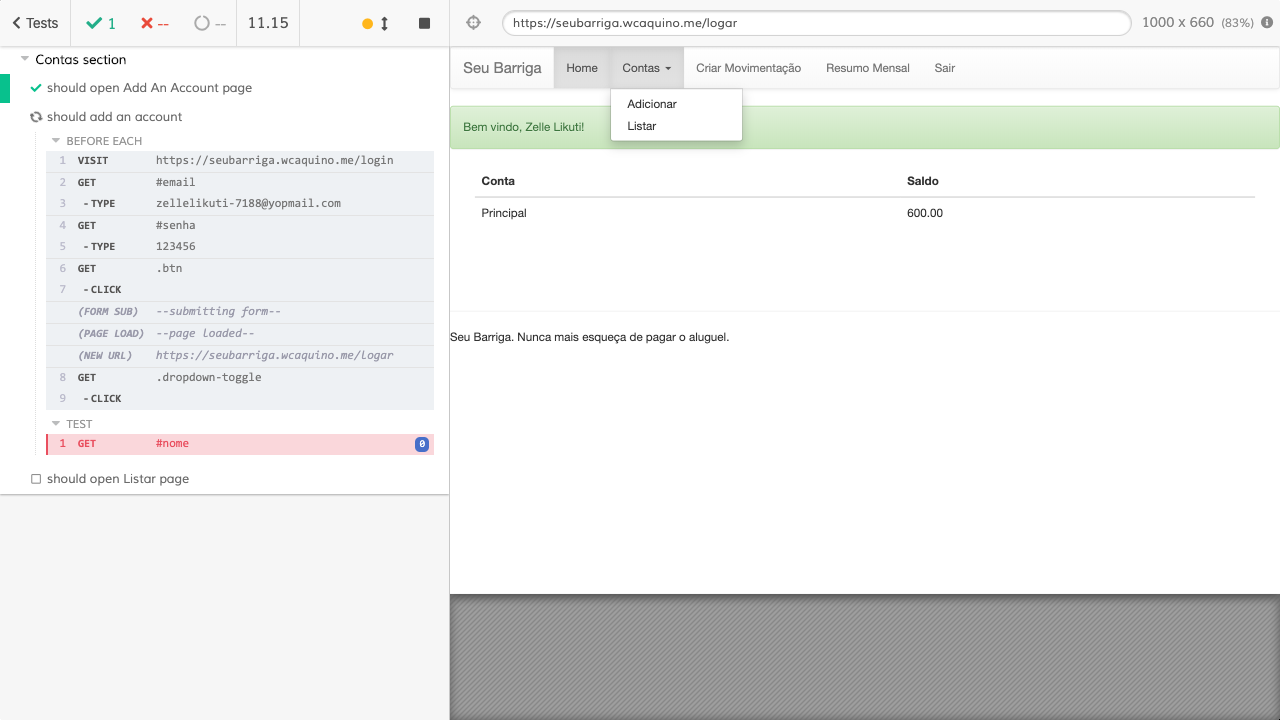 Tests 1 -- -- 11.15
Contas section
should open Add An Account page
should add an account
BEFORE EACH
1 VISIT https://seubarriga.wcaquino.me/login
2 GET #email
3 - TYPE zellelikuti-7188@yopmail.com
4 GET #senha
5 - TYPE 123456
6 GET .btn
7 - CLICK
(FORM SUB) --submitting form--
(PAGE LOAD) --page loaded--
(NEW URL) https://seubarriga.wcaquino.me/logar
8 GET .dropdown-toggle
9 - CLICK
TEST
1 GET #nome 0
should open Listar page
https://seubarriga.wcaquino.me/logar 1000 x 660 (83%)
Seu Barriga Home Contas Criar Movimentação Resumo Mensal Sair
Adicionar
Listar
Bem vindo, Zelle Likuti!
Conta Saldo
Principal 600.00
Seu Barriga. Nunca mais esqueça de pagar o aluguel.